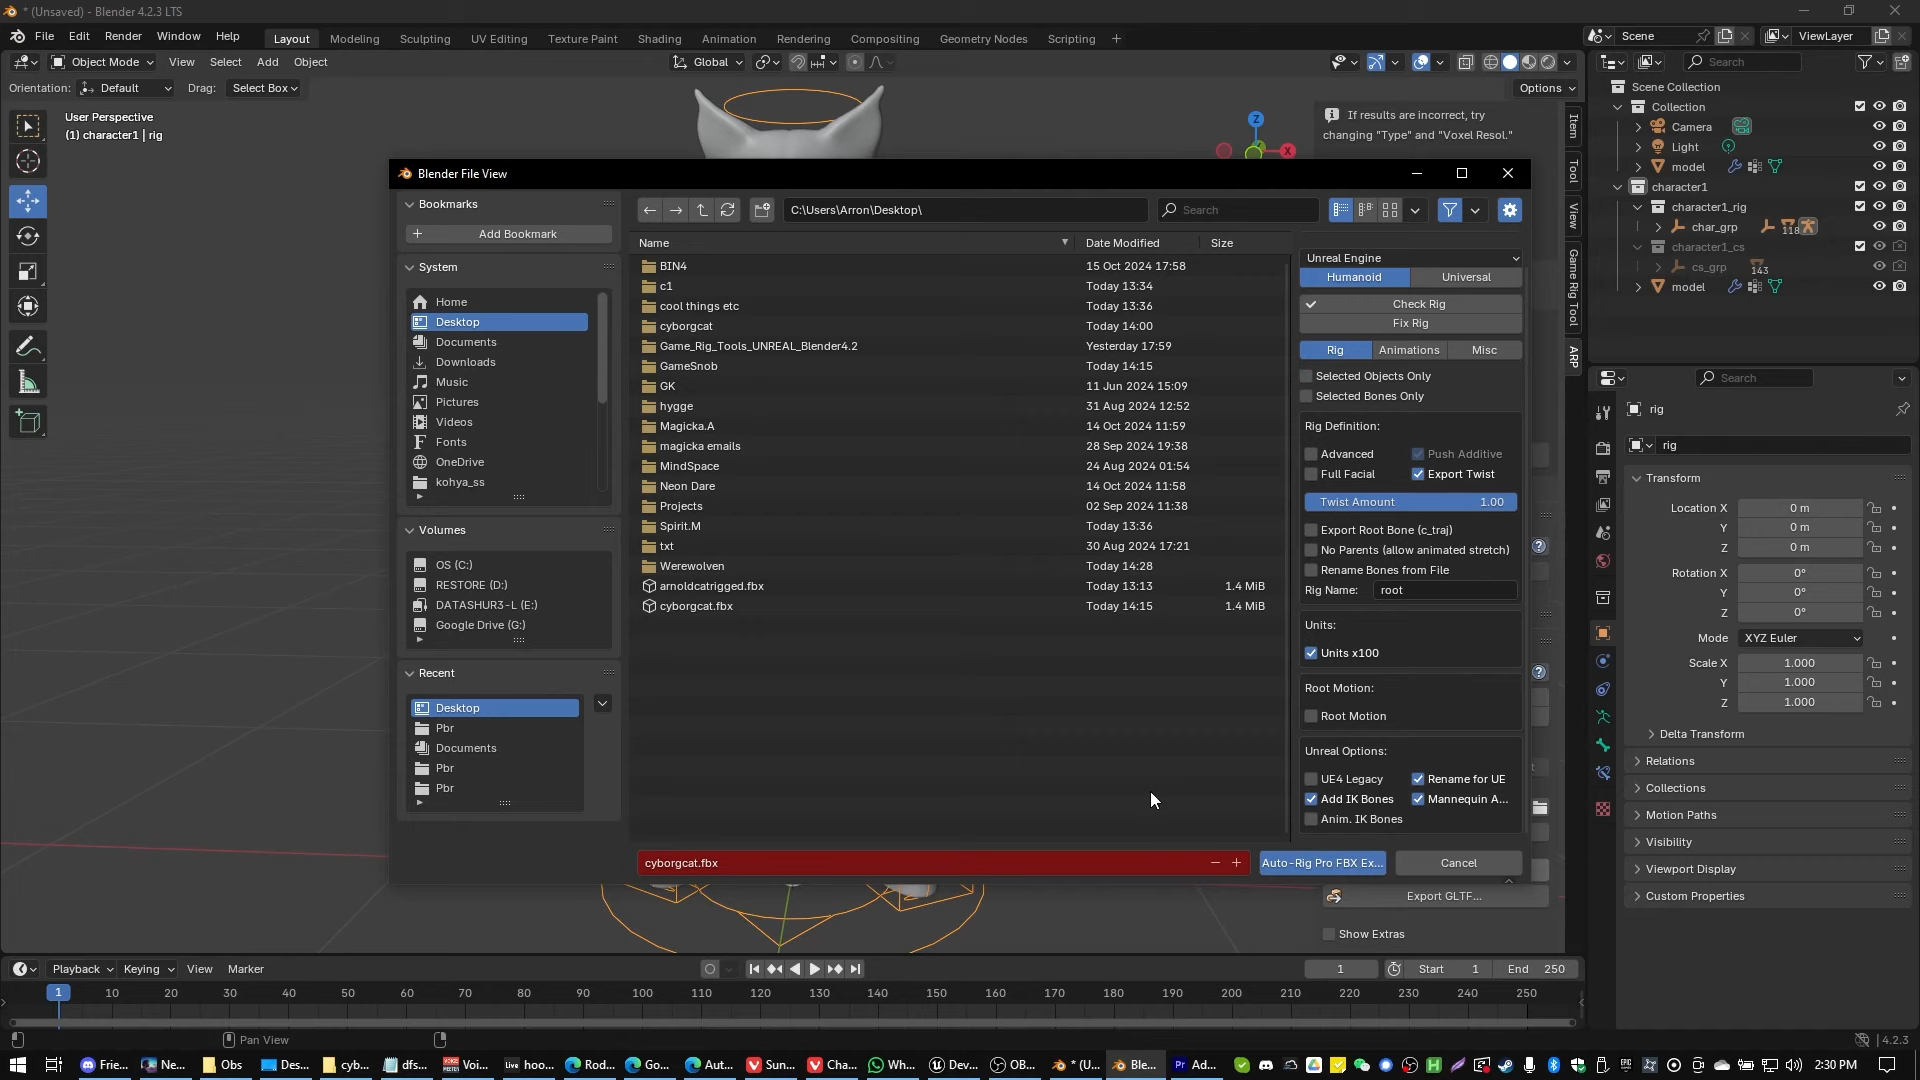 * (Unsaved) - Blender 4.2.3 LTS
File Edit Render Window Help
Layout Modeling Sculpting UV Editing Texture Paint Shading Animation Rendering Compositing Geometry Nodes Scripting +
Scene ViewLayer
Object Mode View Select Add Object
Global
Search
Orientation: Default Drag: Select Box
Options
User Perspective
(1) character1 | rig
If results are incorrect, try
changing "Type" and "Voxel Resol."
Z
X
Item
Tool
View
Game Rig Tool
ARP
Scene Collection
Collection
Camera
Light
model
character1
character1_rig
char_grp 118
character1_cs
cs_grp 143
model
Search
rig
rig
Transform
Location X 0 m
Y 0 m
Z 0 m
Rotation X 0°
Y 0°
Z 0°
Mode XYZ Euler
Scale X 1.000
Y 1.000
Z 1.000
Delta Transform
Relations
Collections
Motion Paths
Visibility
Viewport Display
Custom Properties
Blender File View
Bookmarks
Add Bookmark
System
Home
Desktop
Documents
Downloads
Music
Pictures
Videos
Fonts
OneDrive
kohya_ss
Volumes
OS (C:)
RESTORE (D:)
DATASHUR3-L (E:)
Google Drive (G:)
Recent
Desktop
Pbr
Documents
Pbr
Pbr
C:\Users\Arron\Desktop\
Search
Name Date Modified Size
BIN4 15 Oct 2024 17:58
c1 Today 13:34
cool things etc Today 13:36
cyborgcat Today 14:00
Game_Rig_Tools_UNREAL_Blender4.2 Yesterday 17:59
GameSnob Today 14:15
GK 11 Jun 2024 15:09
hygge 31 Aug 2024 12:52
Magicka.A 14 Oct 2024 11:59
magicka emails 28 Sep 2024 19:38
MindSpace 24 Aug 2024 01:54
Neon Dare 14 Oct 2024 11:58
Projects 02 Sep 2024 11:38
Spirit.M Today 13:36
txt 30 Aug 2024 17:21
Werewolven Today 14:28
arnoldcatrigged.fbx Today 13:13 1.4 MiB
cyborgcat.fbx Today 14:15 1.4 MiB
Unreal Engine
Humanoid Universal
Check Rig
Fix Rig
Rig Animations Misc
Selected Objects Only
Selected Bones Only
Rig Definition:
Advanced Push Additive
Full Facial Export Twist
Twist Amount 1.00
Export Root Bone (c_traj)
No Parents (allow animated stretch)
Rename Bones from File
Rig Name: root
Units:
Units x100
Root Motion:
Root Motion
Unreal Options:
UE4 Legacy Rename for UE
Add IK Bones Mannequin A...
Anim. IK Bones
cyborgcat.fbx
Auto-Rig Pro FBX Ex... Cancel
Export GLTF...
Show Extras
Playback Keying View Marker
1 Start 1 End 250
1 10 20 30 40 50 60 70 80 90 100 110 120 130 140 150 160 170 180 190 200 210 220 230 240 250
Pan View
4.2.3
Frie... Ne... Obs Des... cyb... dfs... Voi... hoo... Rod... Go... Aut... Sun... Cha... Wh... Dev... OB... * (U... Ble... Ad... 2:30 PM